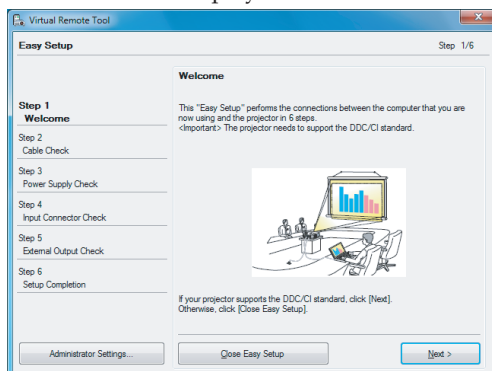 Virtual Remote Tool
Easy Setup
Step 1/6
Step 1
Welcome
Step 2
Cable Check
Step 3
Power Supply Check
Step 4
Input Connector Check
Step 5
External Output Check
Step 6
Setup Completion
Welcome
This "Easy Setup" performs the connections between the computer that you are
now using and the projector in 6 steps.
<Important> The projector needs to support the DDC/CI standard.
If your projector supports the DDC/CI standard, click [Next].
Otherwise, click [Close Easy Setup].
Administrator Settings...
Close Easy Setup
Next >